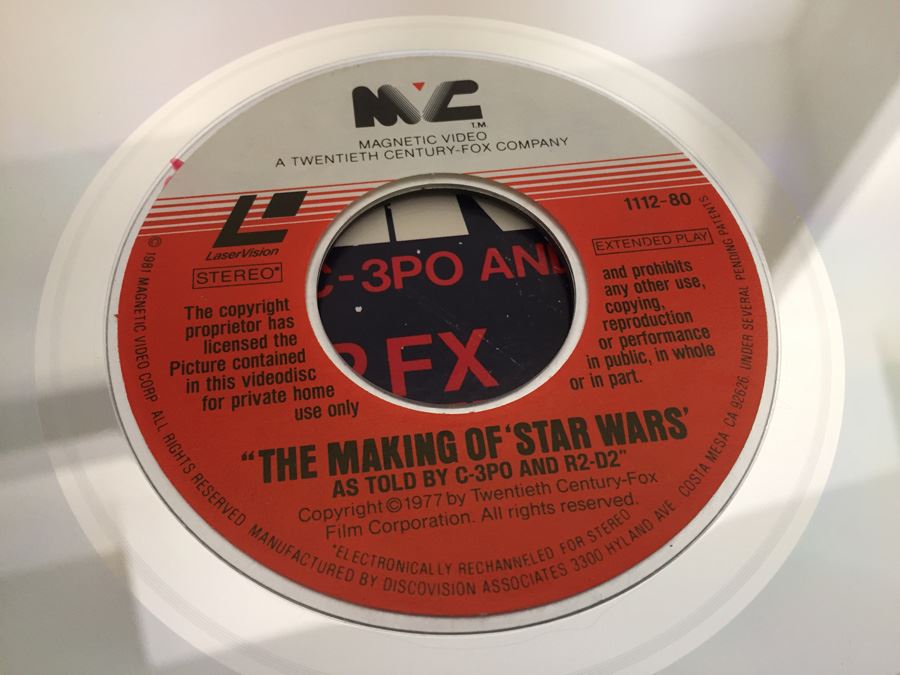 MVC
T.M.
MAGNETIC VIDEO
A TWENTIETH CENTURY-FOX COMPANY
LaserVision
STEREO*
1112-80
EXTENDED PLAY
The copyright
proprietor has
licensed the
Picture contained
in this videodisc
for private home
use only
and prohibits
any other use,
copying,
reproduction
or performance
in public, in whole
or in part.
C-3PO AND
FX
"THE MAKING OF 'STAR WARS'
AS TOLD BY C-3PO AND R2-D2"
Copyright ©1977 by Twentieth Century-Fox
Film Corporation. All rights reserved.
*ELECTRONICALLY RECHANNELED FOR STEREO
© 1981 MAGNETIC VIDEO CORP. ALL RIGHTS RESERVED MANUFACTURED BY DISCOVISION ASSOCIATES 3300 HYLAND AVE COSTA MESA CA 92626 UNDER SEVERAL PENDING PATENTS